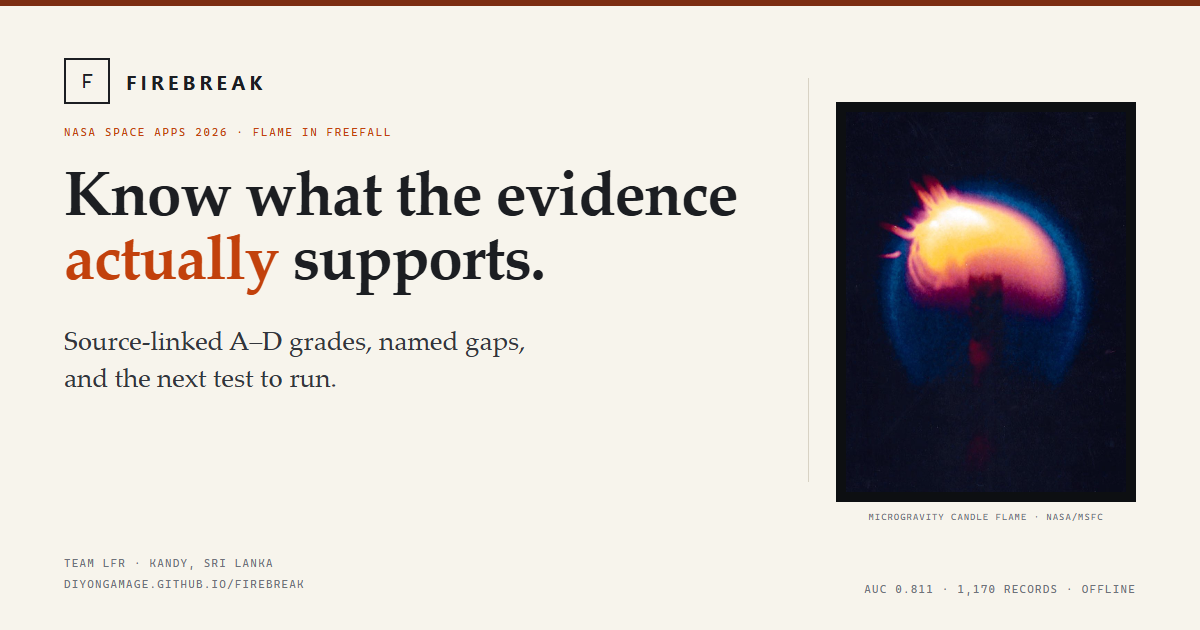 F
FIREBREAK
NASA SPACE APPS 2026 · FLAME IN FREEFALL
Know what the evidence
actually supports.
Source-linked A–D grades, named gaps,
and the next test to run.
MICROGRAVITY CANDLE FLAME · NASA/MSFC
TEAM LFR · KANDY, SRI LANKA
DIYONGAMAGE.GITHUB.IO/FIREBREAK
AUC 0.811 · 1,170 RECORDS · OFFLINE